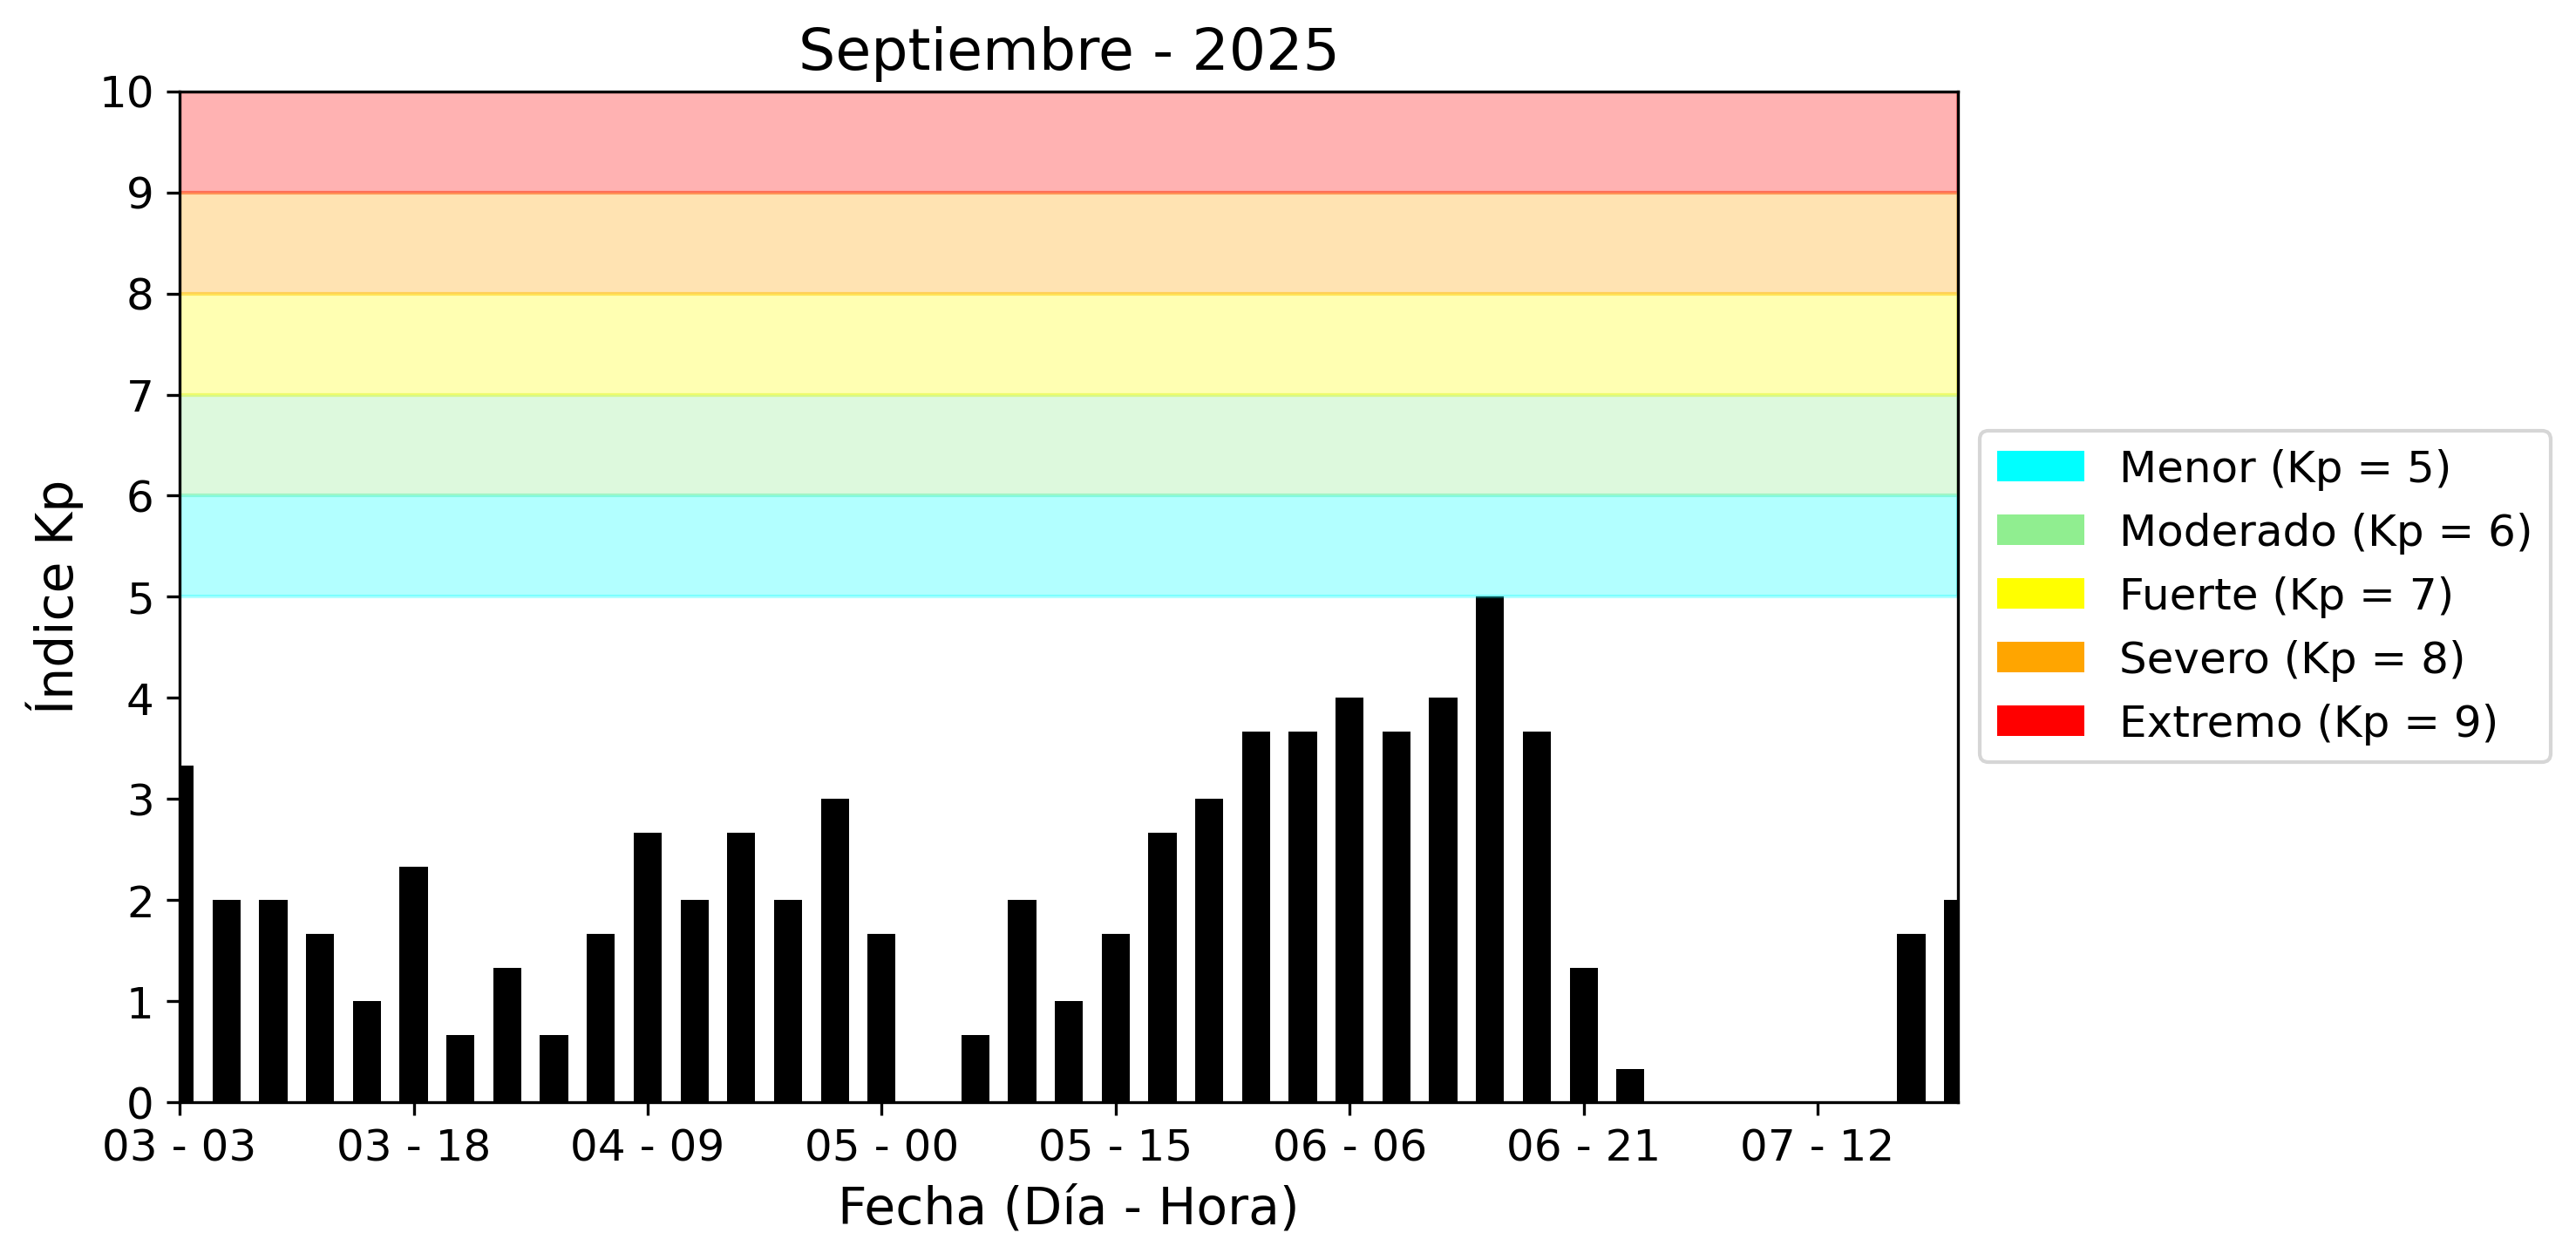 Septiembre - 2025
10
9
8
7
6
5
4
3
2
1
0
Índice Kp
03 - 03
03 - 18
04 - 09
05 - 00
05 - 15
06 - 06
06 - 21
07 - 12
Fecha (Día - Hora)
Menor (Kp = 5)
Moderado (Kp = 6)
Fuerte (Kp = 7)
Severo (Kp = 8)
Extremo (Kp = 9)